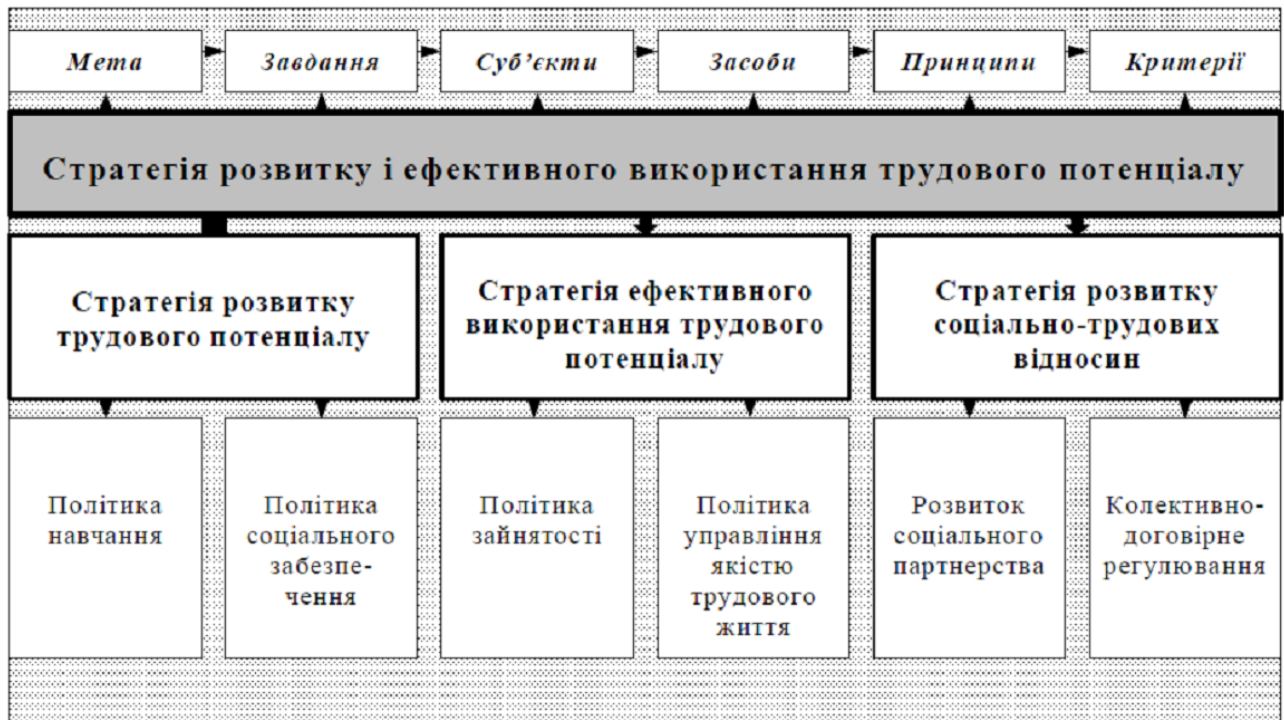 Мета
Завдання
Суб’єкти
Засоби
Принципи
Критерії
Стратегія розвитку і ефективного використання трудового потенціалу
Стратегія розвитку
трудового потенціалу
Стратегія ефективного
використання трудового
потенціалу
Стратегія розвитку
соціально-трудових
відносин
Політика
навчання
Політика
соціального
забезпе-
чення
Політика
зайнятості
Політика
управління
якістю
трудового
життя
Розвиток
соціального
партнерства
Колективно-
договірне
регулювання